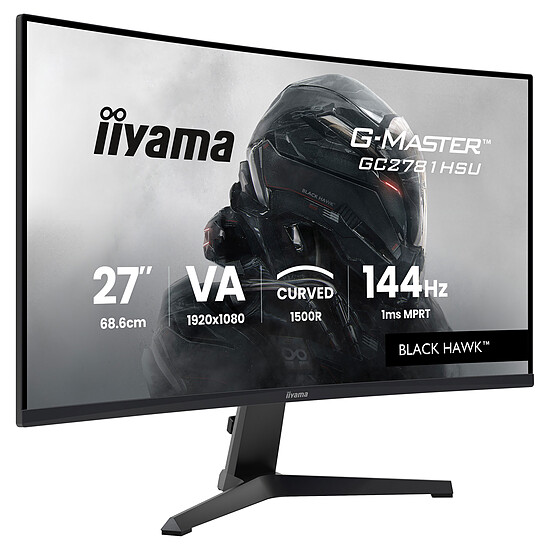 iiyama
G-MASTER™
GC2781HSU
BLACK HAWK
27"
68.6cm
VA
1920x1080
CURVED
1500R
144Hz
1ms MPRT
BLACK HAWK™
iiyama